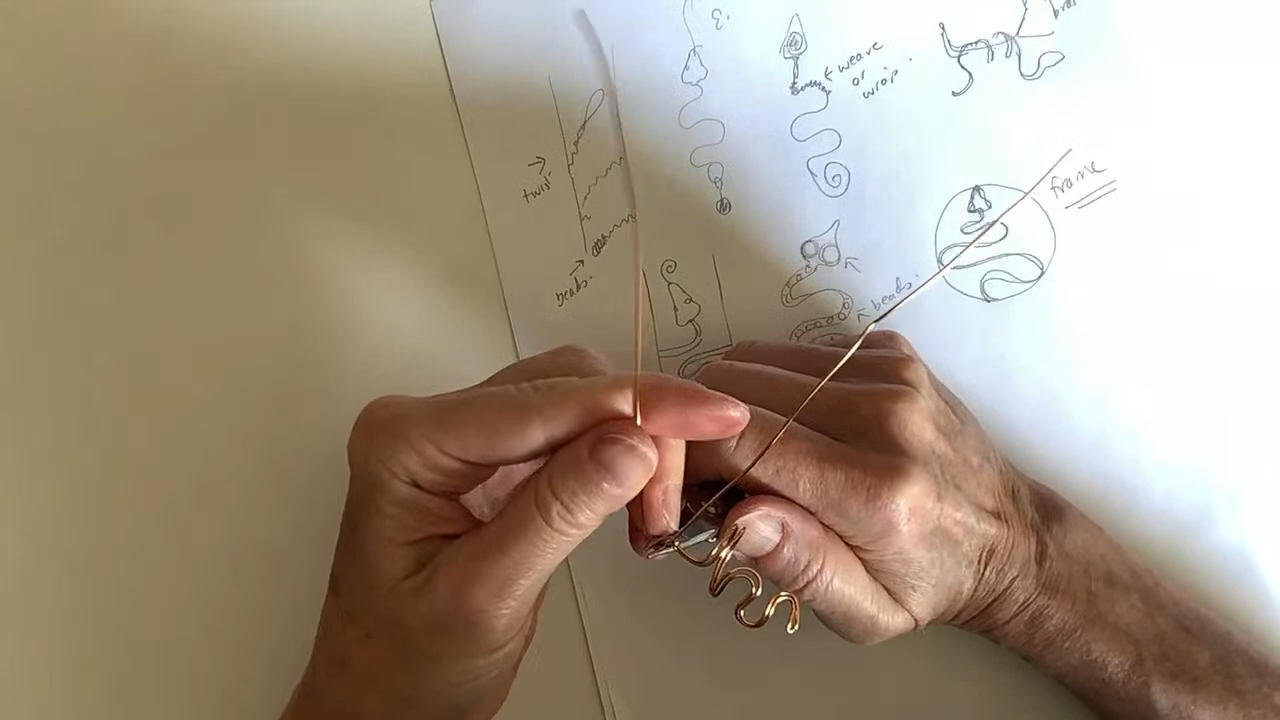 weave
or
wrap.
twist
frame
beads.
beads.